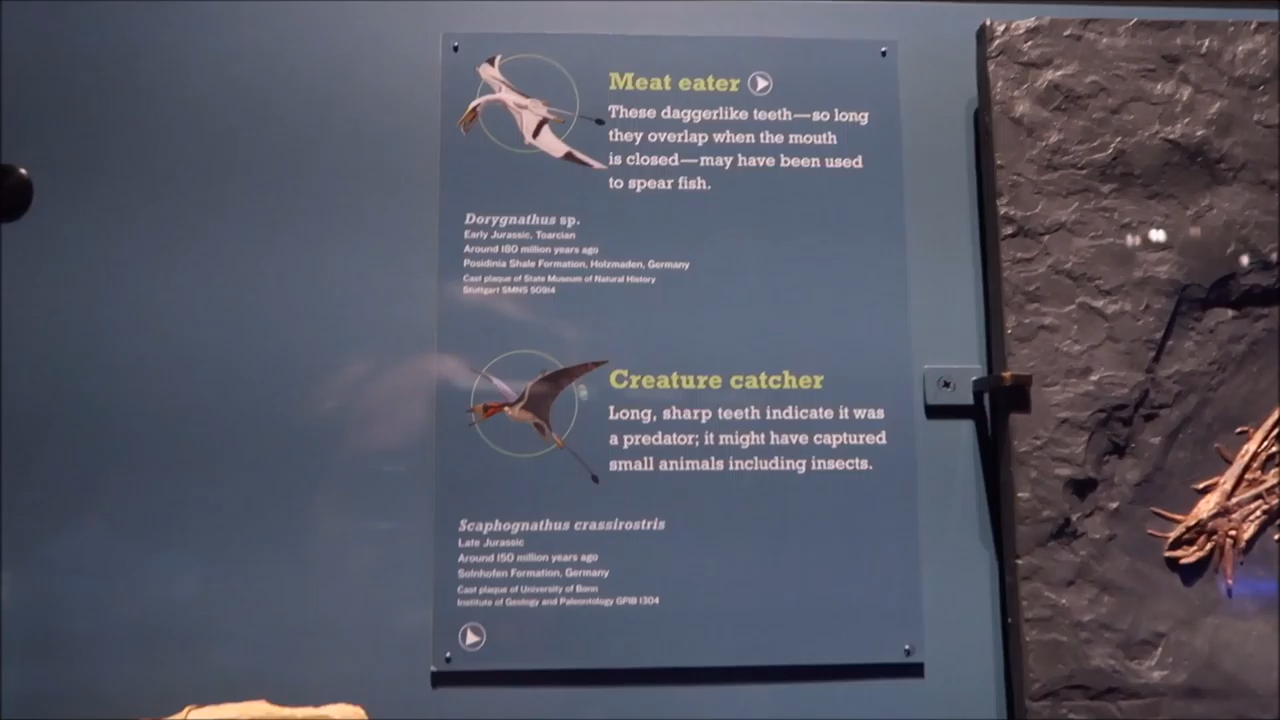 Meat eater
These daggerlike teeth—so long
they overlap when the mouth
is closed—may have been used
to spear fish.
Dorygnathus sp.
Early Jurassic, Toarcian
Around 180 million years ago
Posidinia Shale Formation, Holzmaden, Germany
Cast plaque of State Museum of Natural History
Stuttgart SMNS 50914
Creature catcher
Long, sharp teeth indicate it was
a predator; it might have captured
small animals including insects.
Scaphognathus crassirostris
Late Jurassic
Around 150 million years ago
Solnhofen Formation, Germany
Cast plaque of University of Bonn
Institute of Geology and Paleontology GPIB 1304